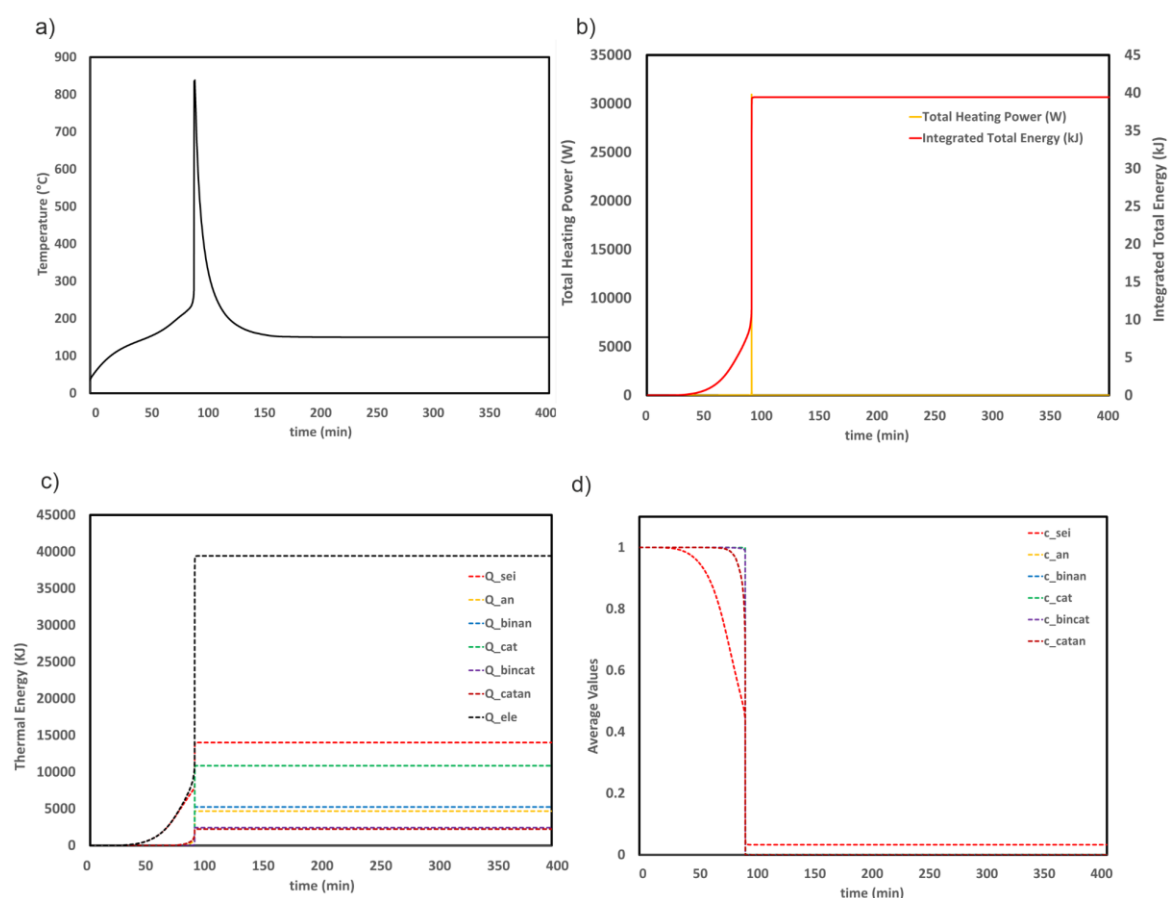 a)
900
800
700
600
500
400
300
200
100
0
Temperature (°C)
0 50 100 150 200 250 300 350 400
time (min)
b)
35000
30000
25000
20000
15000
10000
5000
0
Total Heating Power (W)
45
40
35
30
25
20
15
10
5
0
Integrated Total Energy (kJ)
Total Heating Power (W)
Integrated Total Energy (kJ)
0 50 100 150 200 250 300 350 400
time (min)
c)
45000
40000
35000
30000
25000
20000
15000
10000
5000
0
Thermal Energy (KJ)
Q_sei
Q_an
Q_binan
Q_cat
Q_bincat
Q_catan
Q_ele
0 50 100 150 200 250 300 350 400
time (min)
d)
1
0.8
0.6
0.4
0.2
0
Average Values
c_sei
c_an
c_binan
c_cat
c_bincat
c_catan
0 50 100 150 200 250 300 350 400
time (min)